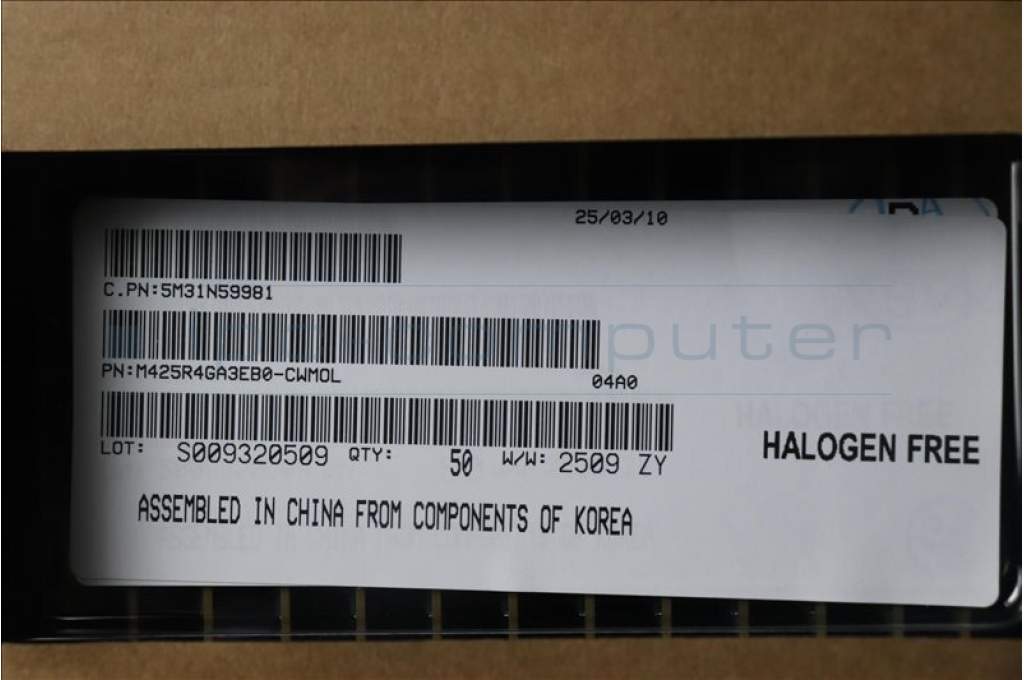 25/03/10
C.PN:5M31N59981
PN:M425R4GA3EB0-CWMOL 04A0
LOT: S009320509 QTY: 50 W/W: 2509 ZY
HALOGEN FREE
ASSEMBLED IN CHINA FROM COMPONENTS OF KOREA